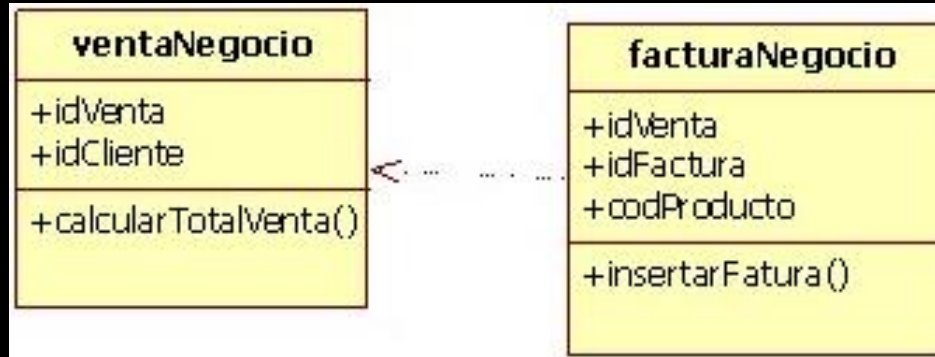 ventaNegocio
+idVenta
+idCliente
+calcularTotalVenta()
facturaNegocio
+idVenta
+idFactura
+codProducto
+insertarFatura()